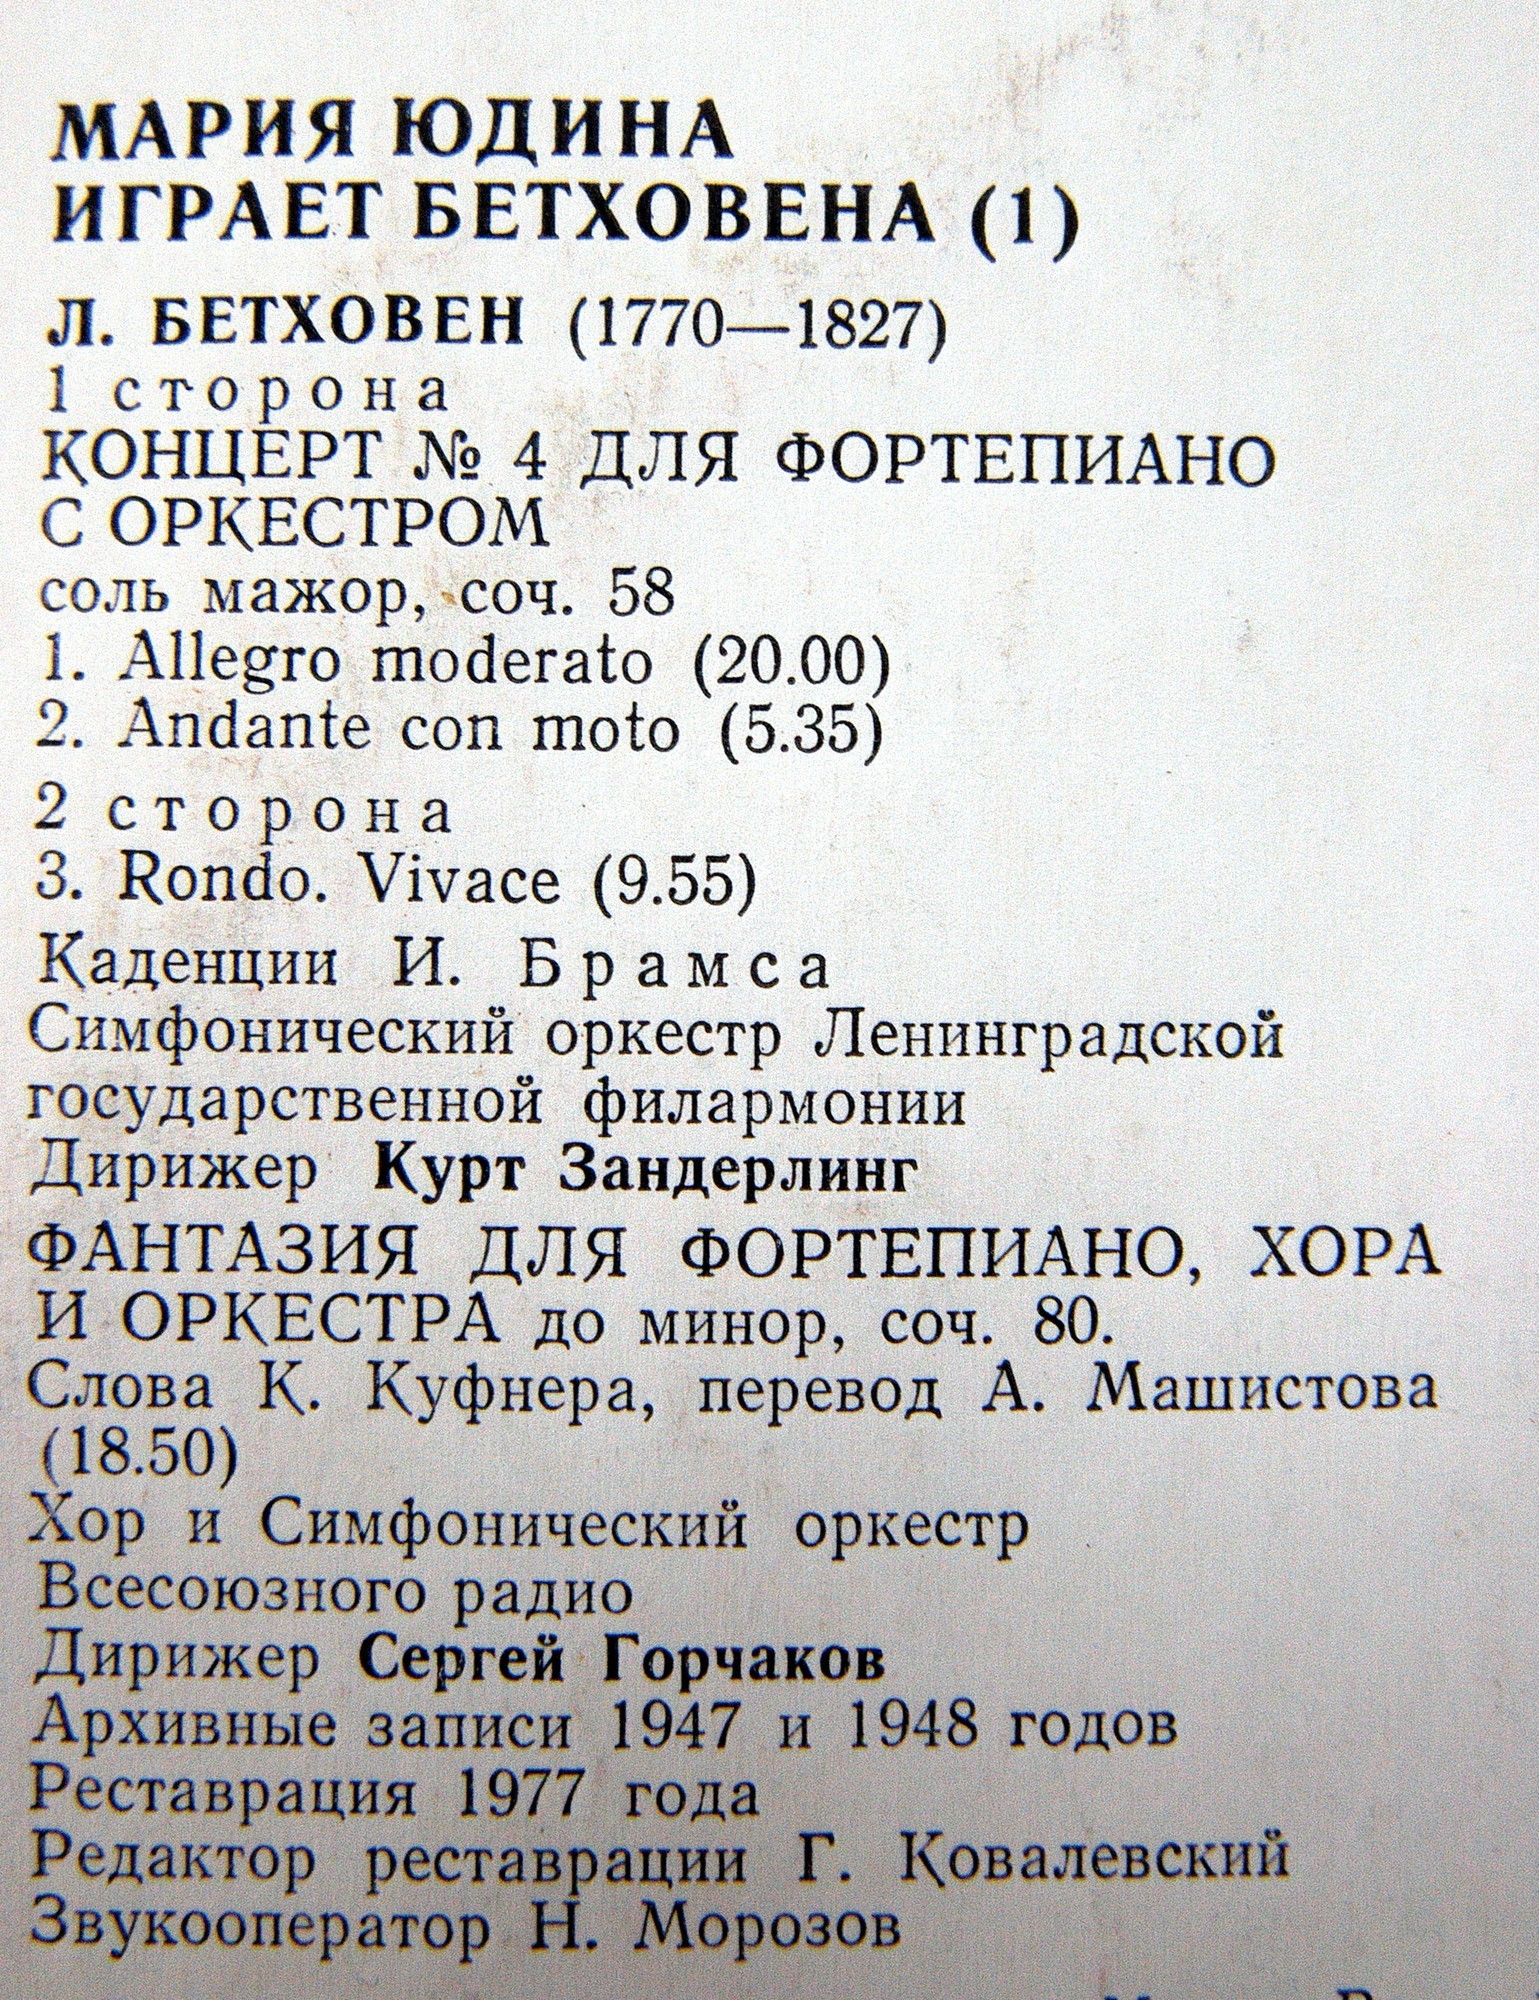 МАРИЯ ЮДИНА
ИГРАЕТ БЕТХОВЕНА (1)
Л. БЕТХОВЕН (1770—1827)
1 сторона
КОНЦЕРТ № 4 ДЛЯ ФОРТЕПИАНО
С ОРКЕСТРОМ
соль мажор, соч. 58
1. Allegro moderato (20.00)
2. Andante con moto (5.35)
2 сторона
3. Rondo. Vivace (9.55)
Каденции И. Брамса
Симфонический оркестр Ленинградской
государственной филармонии
Дирижер Курт Зандерлинг
ФАНТАЗИЯ ДЛЯ ФОРТЕПИАНО, ХОРА
И ОРКЕСТРА до минор, соч. 80.
Слова К. Куфнера, перевод А. Машистова
(18.50)
Хор и Симфонический оркестр
Всесоюзного радио
Дирижер Сергей Горчаков
Архивные записи 1947 и 1948 годов
Реставрация 1977 года
Редактор реставрации Г. Ковалевский
Звукооператор Н. Морозов